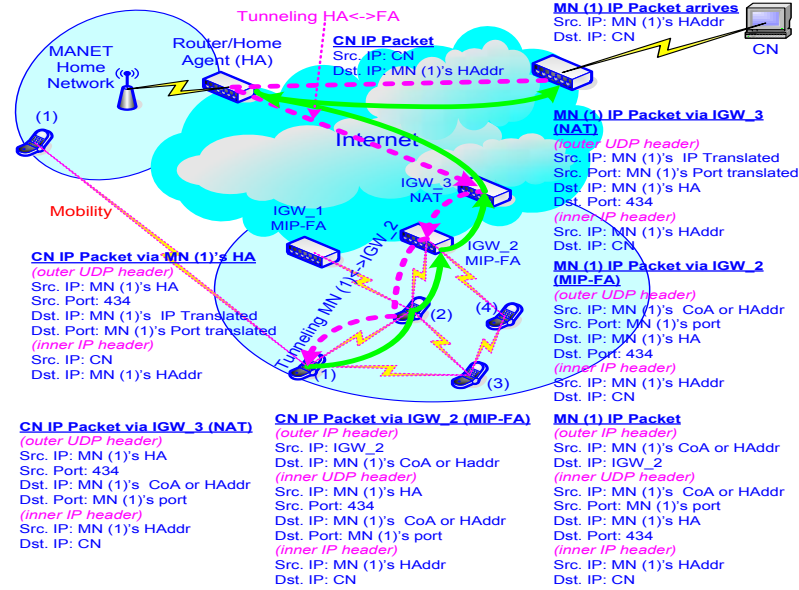 Tunneling HA<->FA
MANET
Home
Network
Router/Home
Agent (HA)
CN IP Packet
Src. IP: CN
Dst. IP: MN (1)'s HAddr
MN (1) IP Packet arrives
Src. IP: MN (1)'s HAddr
Dst. IP: CN
CN
(1)
Internet
Mobility
IGW_3
NAT
IGW_1
MIP-FA
IGW_2
MIP-FA
Tunneling MN (1)<->IGW_2
(1)
(2)
(3)
(4)
MN (1) IP Packet via IGW_3
(NAT)
(outer UDP header)
Src. IP: MN (1)'s IP Translated
Src. Port: MN (1)'s Port translated
Dst. IP: MN (1)'s HA
Dst. Port: 434
(inner IP header)
Src. IP: MN (1)'s HAddr
Dst. IP: CN
MN (1) IP Packet via IGW_2
(MIP-FA)
(outer UDP header)
Src. IP: MN (1)'s CoA or HAddr
Src. Port: MN (1)'s port
Dst. IP: MN (1)'s HA
Dst. Port: 434
(inner IP header)
Src. IP: MN (1)'s HAddr
Dst. IP: CN
CN IP Packet via MN (1)'s HA
(outer UDP header)
Src. IP: MN (1)'s HA
Src. Port: 434
Dst. IP: MN (1)'s IP Translated
Dst. Port: MN (1)'s Port translated
(inner IP header)
Src. IP: CN
Dst. IP: MN (1)'s HAddr
CN IP Packet via IGW_3 (NAT)
(outer UDP header)
Src. IP: MN (1)'s HA
Src. Port: 434
Dst. IP: MN (1)'s CoA or HAddr
Dst. Port: MN (1)'s port
(inner IP header)
Src. IP: MN (1)'s HAddr
Dst. IP: CN
CN IP Packet via IGW_2 (MIP-FA)
(outer IP header)
Src. IP: IGW_2
Dst. IP: MN (1)'s CoA or Haddr
(inner UDP header)
Src. IP: MN (1)'s HA
Src. Port: 434
Dst. IP: MN (1)'s CoA or HAddr
Dst. Port: MN (1)'s port
(inner IP header)
Src. IP: MN (1)'s HAddr
Dst. IP: CN
MN (1) IP Packet
(outer IP header)
Src. IP: MN (1)'s CoA or HAddr
Dst. IP: IGW_2
(inner UDP header)
Src. IP: MN (1)'s CoA or HAddr
Src. Port: MN (1)'s port
Dst. IP: MN (1)'s HA
Dst. Port: 434
(inner IP header)
Src. IP: MN (1)'s HAddr
Dst. IP: CN